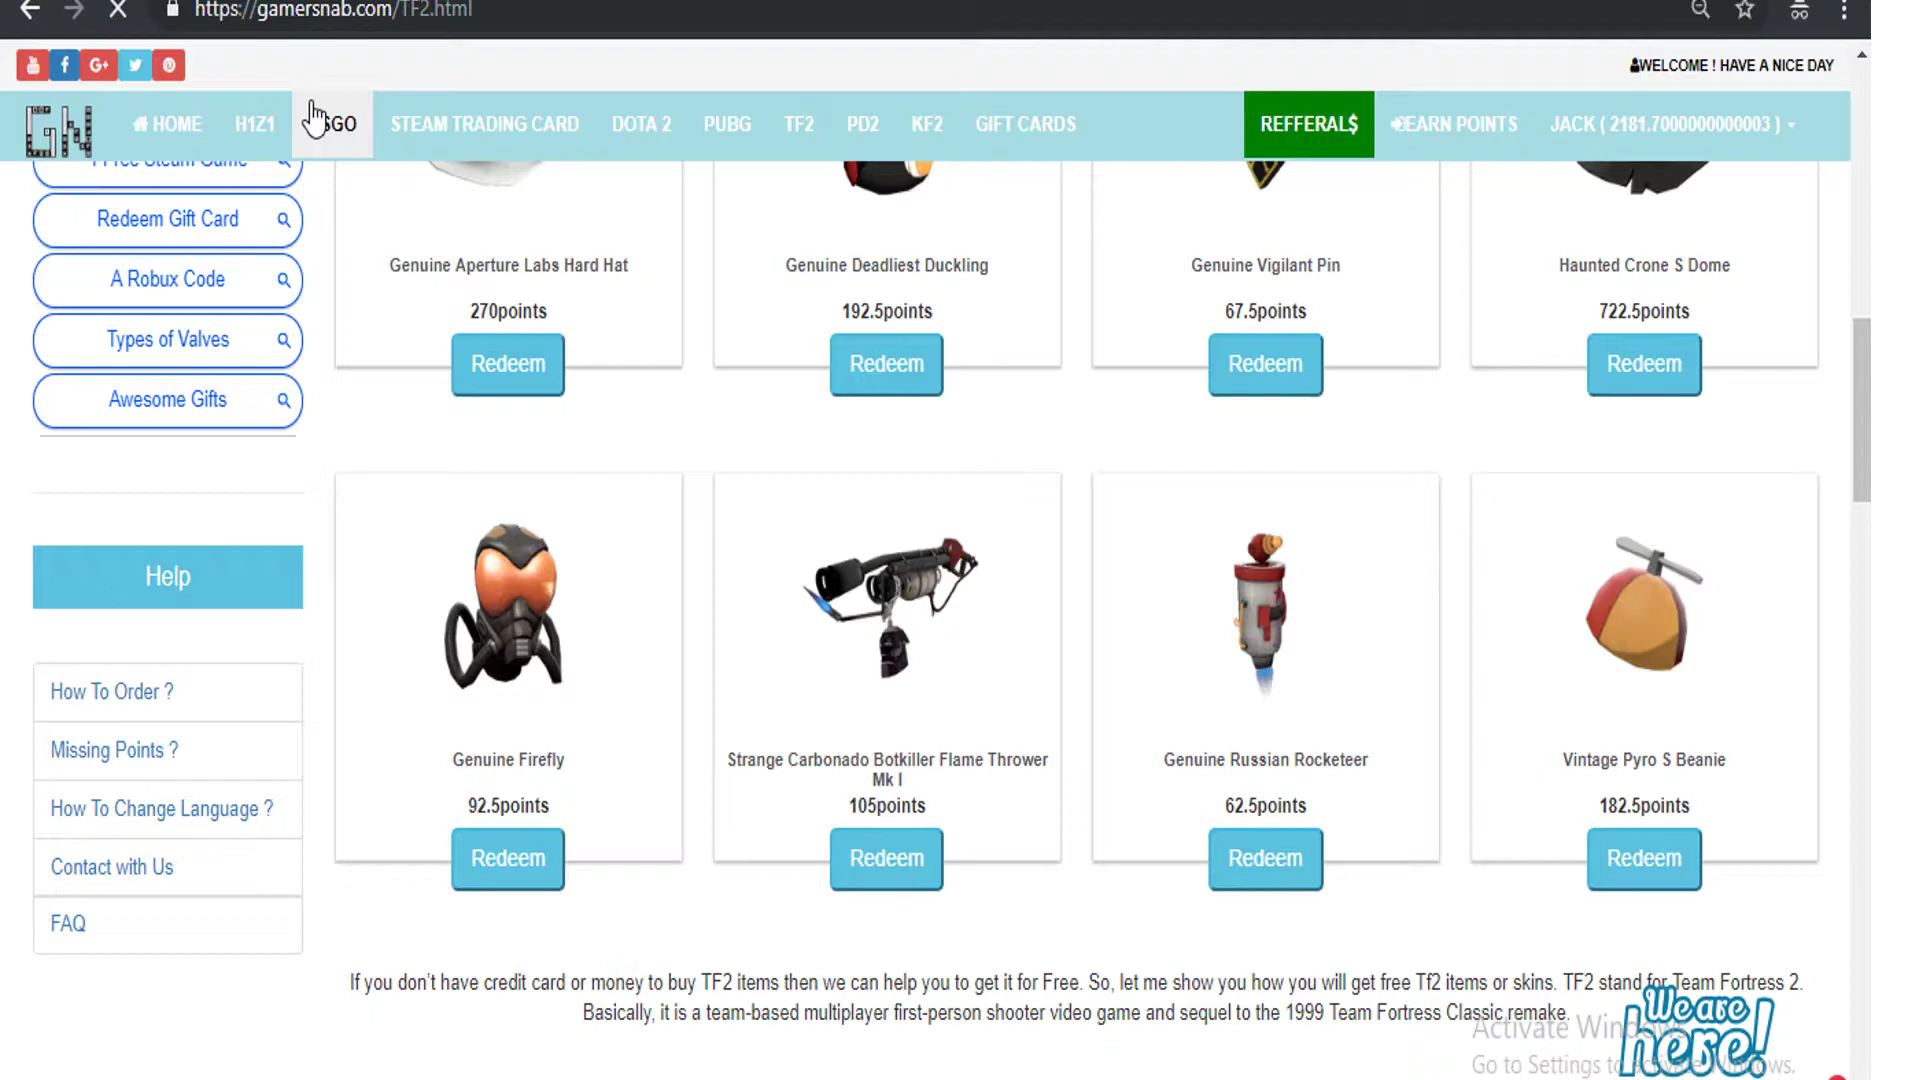 https://gamersnab.com/TF2.html
WELCOME ! HAVE A NICE DAY
GN HOME H1Z1 SGO STEAM TRADING CARD DOTA 2 PUBG TF2 PD2 KF2 GIFT CARDS REFFERAL$ EARN POINTS JACK ( 2181.7000000000003 )
Free Steam Game
Redeem Gift Card
A Robux Code
Types of Valves
Awesome Gifts
Help
How To Order ?
Missing Points ?
How To Change Language ?
Contact with Us
FAQ
Genuine Aperture Labs Hard Hat
270points
Redeem
Genuine Deadliest Duckling
192.5points
Redeem
Genuine Vigilant Pin
67.5points
Redeem
Haunted Crone S Dome
722.5points
Redeem
Genuine Firefly
92.5points
Redeem
Strange Carbonado Botkiller Flame Thrower
Mk I
105points
Redeem
Genuine Russian Rocketeer
62.5points
Redeem
Vintage Pyro S Beanie
182.5points
Redeem
If you don't have credit card or money to buy TF2 items then we can help you to get it for Free. So, let me show you how you will get free Tf2 items or skins. TF2 stand for Team Fortress 2.
Basically, it is a team-based multiplayer first-person shooter video game and sequel to the 1999 Team Fortress Classic remake.
We are
here!
Activate Windows
Go to Settings to activate Windows.